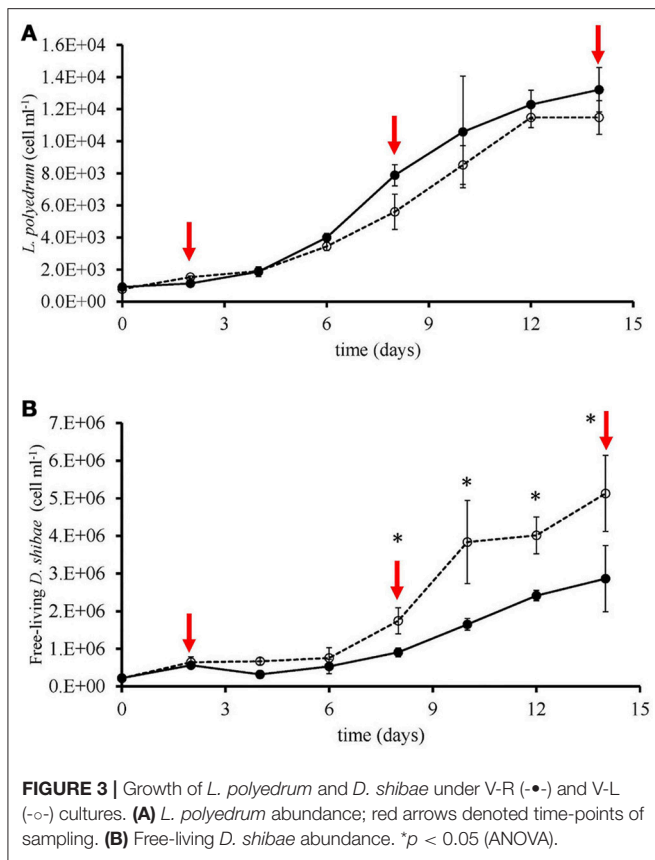 A
1.6E+04
1.4E+04
1.2E+04
1.0E+04
8.0E+03
6.0E+03
4.0E+03
2.0E+03
0.0E+00
L. polyedrum (cell ml-1)
0 3 6 9 12 15
time (days)
B
7.E+06
6.E+06
5.E+06
4.E+06
3.E+06
2.E+06
1.E+06
0.E+00
Free-living D. shibae (cell ml-1)
* * * *
0 3 6 9 12 15
time (days)
FIGURE 3 | Growth of L. polyedrum and D. shibae under V-R (-●-) and V-L
(-○-) cultures. (A) L. polyedrum abundance; red arrows denoted time-points of
sampling. (B) Free-living D. shibae abundance. *p < 0.05 (ANOVA).